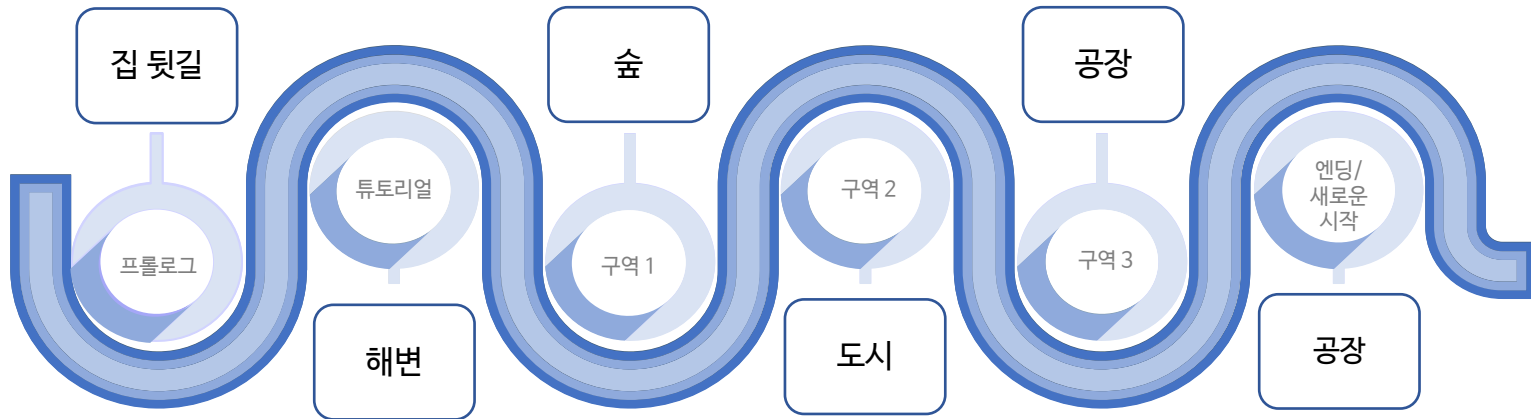 집 뒷길
프롤로그
튜토리얼
해변
숲
구역 1
구역 2
도시
공장
구역 3
엔딩/
새로운
시작
공장